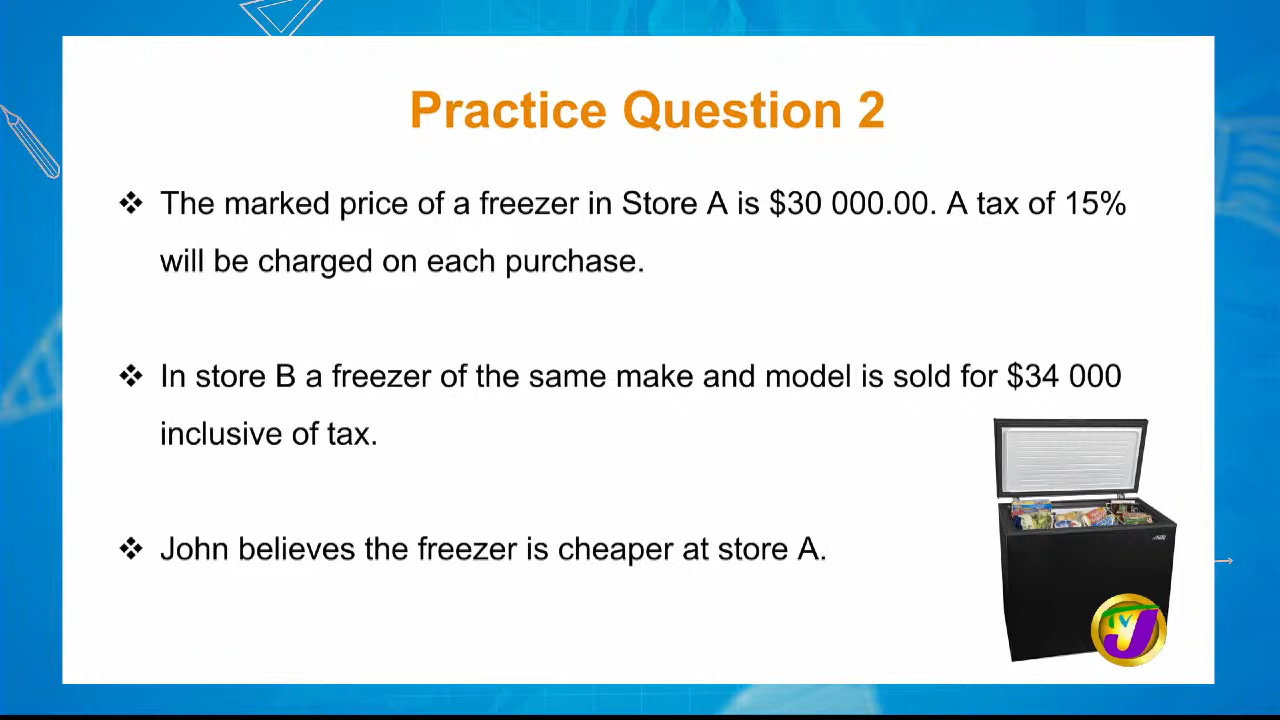 Practice Question 2
❖ The marked price of a freezer in Store A is $30 000.00. A tax of 15%
will be charged on each purchase.
❖ In store B a freezer of the same make and model is sold for $34 000
inclusive of tax.
❖ John believes the freezer is cheaper at store A.
TVJ